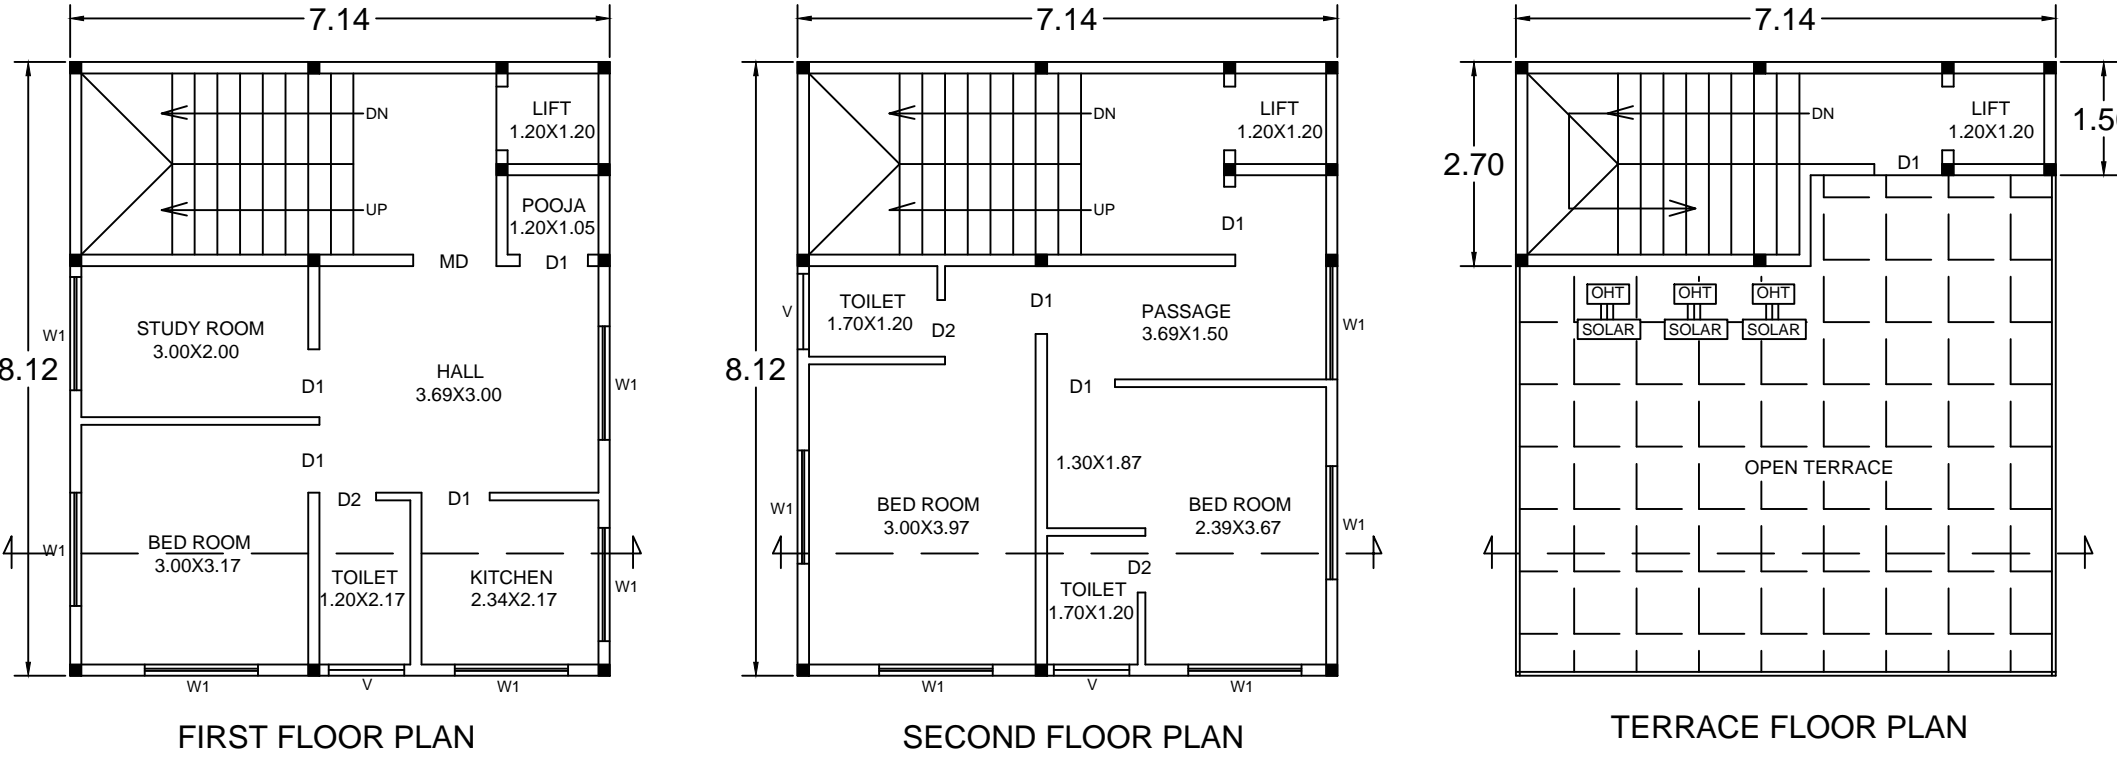 7.14
DN
LIFT
1.20X1.20
UP
POOJA
1.20X1.05
MD
D1
W1
STUDY ROOM
3.00X2.00
8.12
D1
HALL
3.69X3.00
W1
D1
D2
D1
W1
BED ROOM
3.00X3.17
TOILET
1.20X2.17
KITCHEN
2.34X2.17
W1
W1
V
W1
FIRST FLOOR PLAN
7.14
DN
LIFT
1.20X1.20
UP
D1
V
TOILET
1.70X1.20
D2
D1
PASSAGE
3.69X1.50
W1
8.12
D1
1.30X1.87
W1
BED ROOM
3.00X3.97
BED ROOM
2.39X3.67
W1
D2
TOILET
1.70X1.20
W1
V
W1
SECOND FLOOR PLAN
7.14
DN
LIFT
1.20X1.20
2.70
D1
OHT
OHT
OHT
SOLAR
SOLAR
SOLAR
OPEN TERRACE
TERRACE FLOOR PLAN